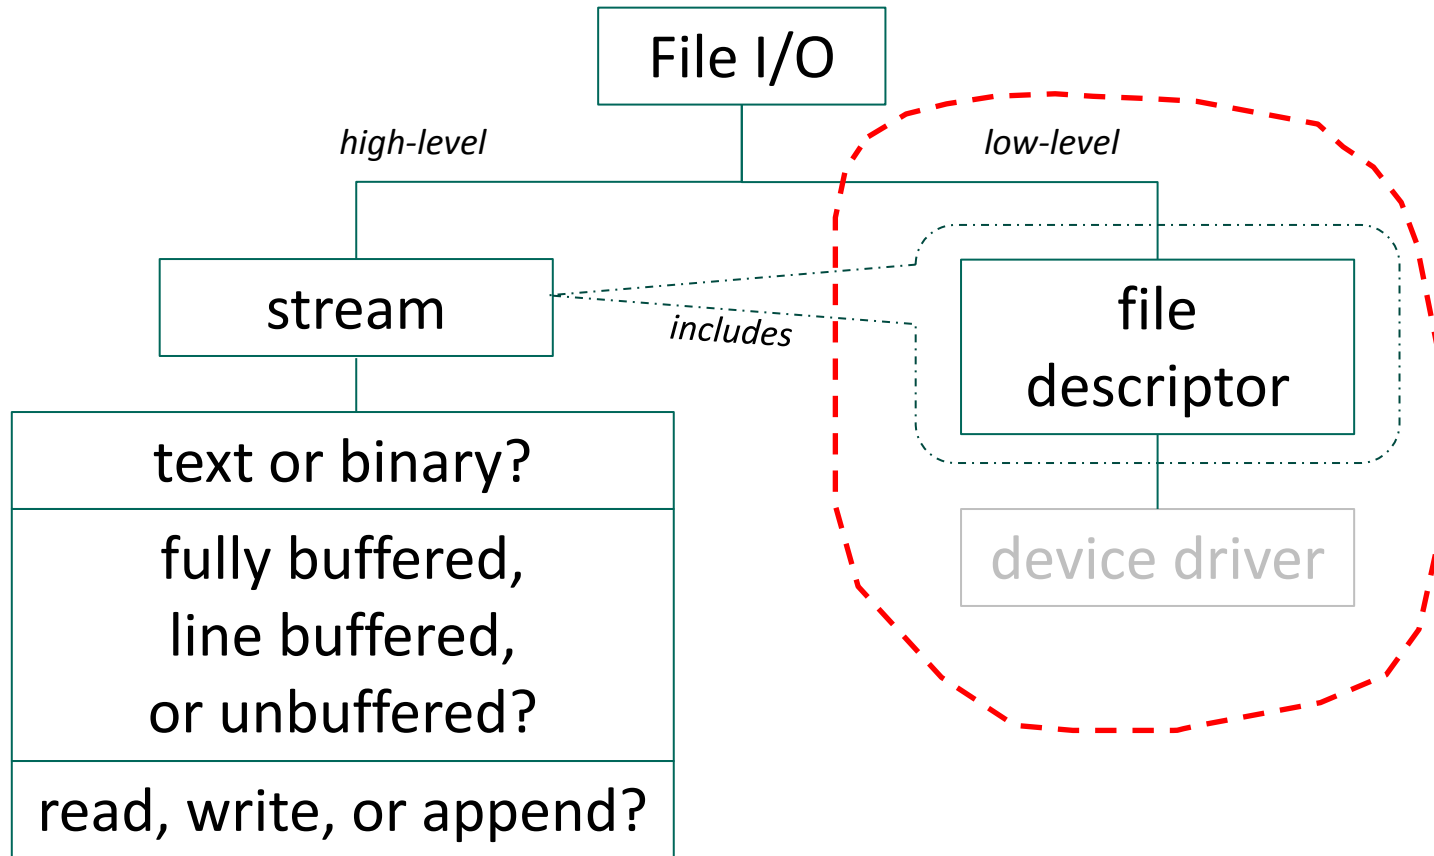 File I/O
high-level
low-level
stream
includes
file
descriptor
text or binary?
fully buffered,
line buffered,
or unbuffered?
device driver
read, write, or append?